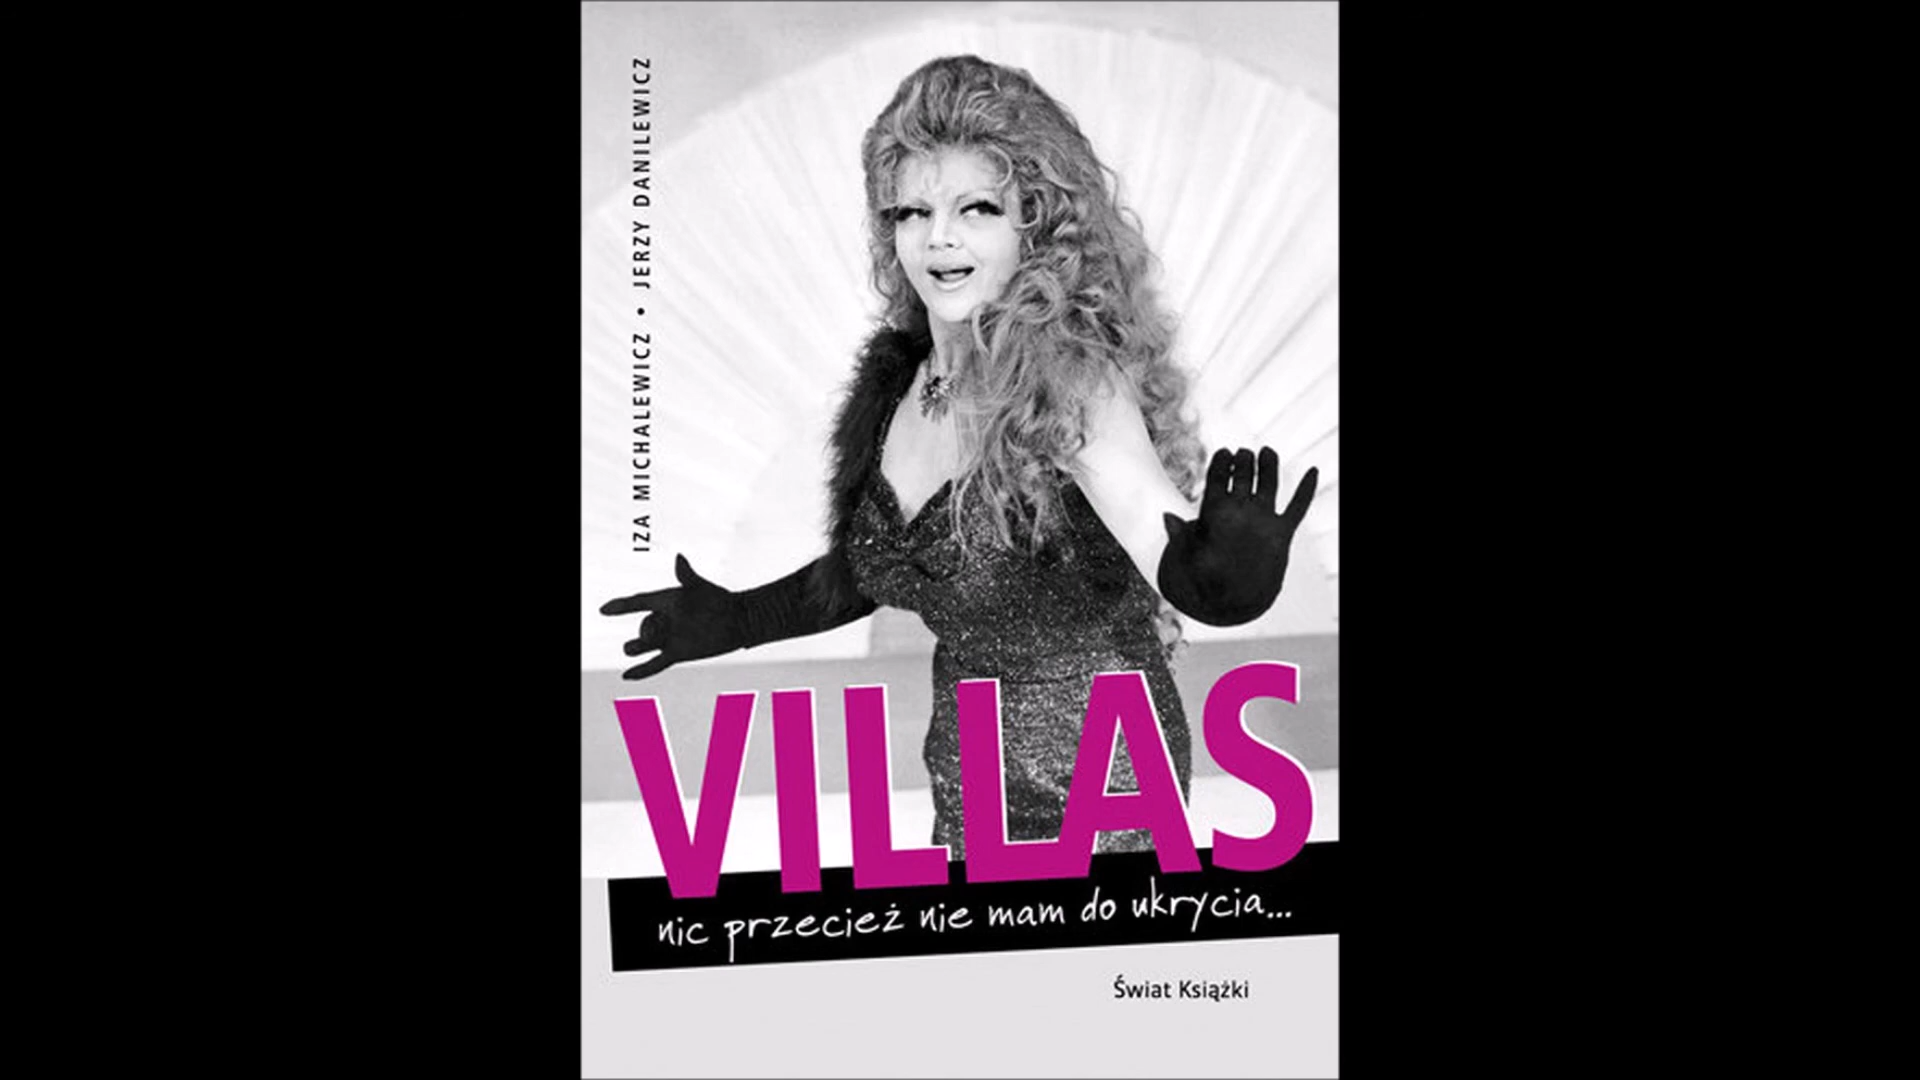 IZA MICHALEWICZ • JERZY DANILEWICZ
VILLAS
nic przecież nie mam do ukrycia...
Świat Książki